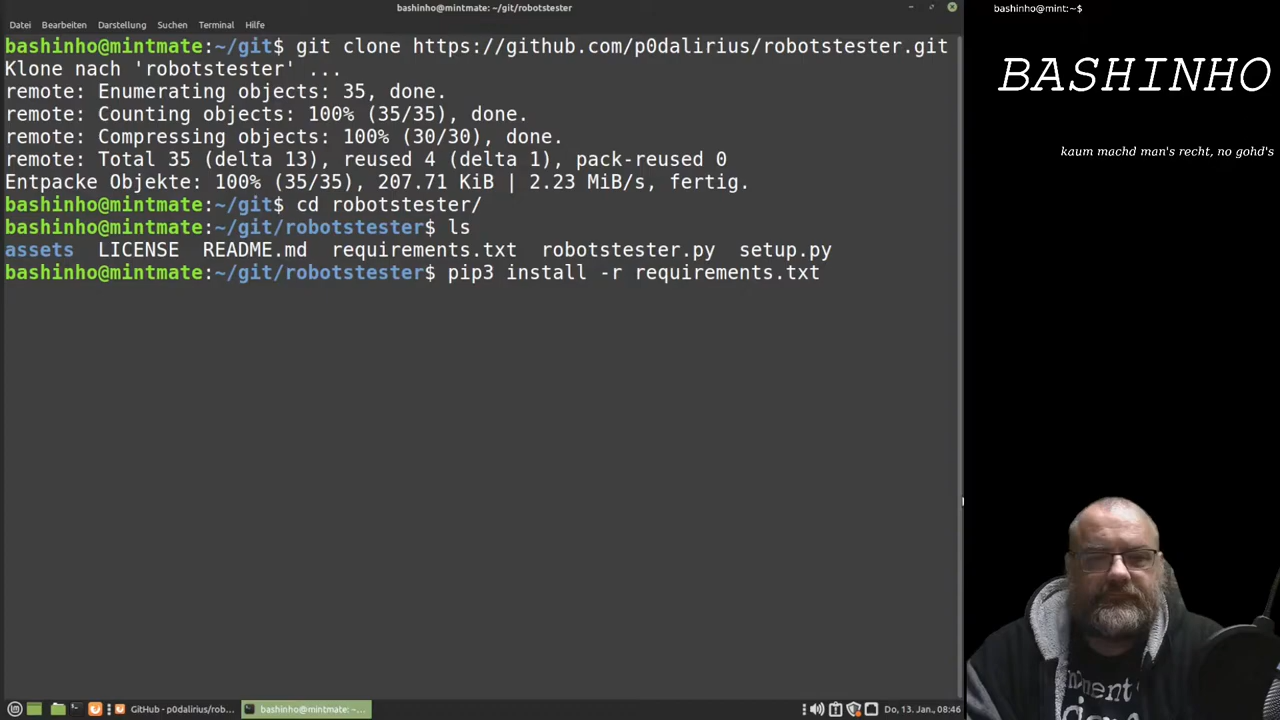 bashinho@mintmate:~/git/robotstester
Datei Bearbeiten Darstellung Suchen Terminal Hilfe
bashinho@mintmate:~/git$ git clone https://github.com/p0dalirius/robotstester.git
Klone nach 'robotstester' ...
remote: Enumerating objects: 35, done.
remote: Counting objects: 100% (35/35), done.
remote: Compressing objects: 100% (30/30), done.
remote: Total 35 (delta 13), reused 4 (delta 1), pack-reused 0
Entpacke Objekte: 100% (35/35), 207.71 KiB | 2.23 MiB/s, fertig.
bashinho@mintmate:~/git$ cd robotstester/
bashinho@mintmate:~/git/robotstester$ ls
assets LICENSE README.md requirements.txt robotstester.py setup.py
bashinho@mintmate:~/git/robotstester$ pip3 install -r requirements.txt
bashinho@mint:~$
BASHINHO
kaum machd man's recht, no gohd's
GitHub - p0dalirius/rob...
bashinho@mintmate: ~...
Do, 13. Jan., 08:46